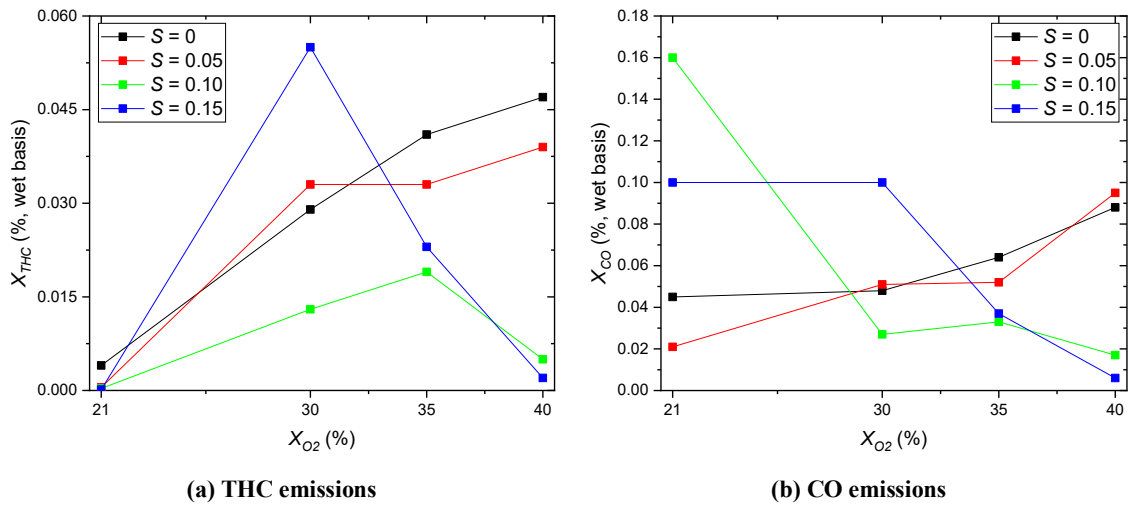 0.060
0.045
0.030
0.015
0.000
S = 0
S = 0.05
S = 0.10
S = 0.15
X_THC (%, wet basis)
21
30
35
40
X_O2 (%)
(a) THC emissions
0.18
0.16
0.14
0.12
0.10
0.08
0.06
0.04
0.02
0.00
S = 0
S = 0.05
S = 0.10
S = 0.15
X_CO (%, wet basis)
21
30
35
40
X_O2 (%)
(b) CO emissions